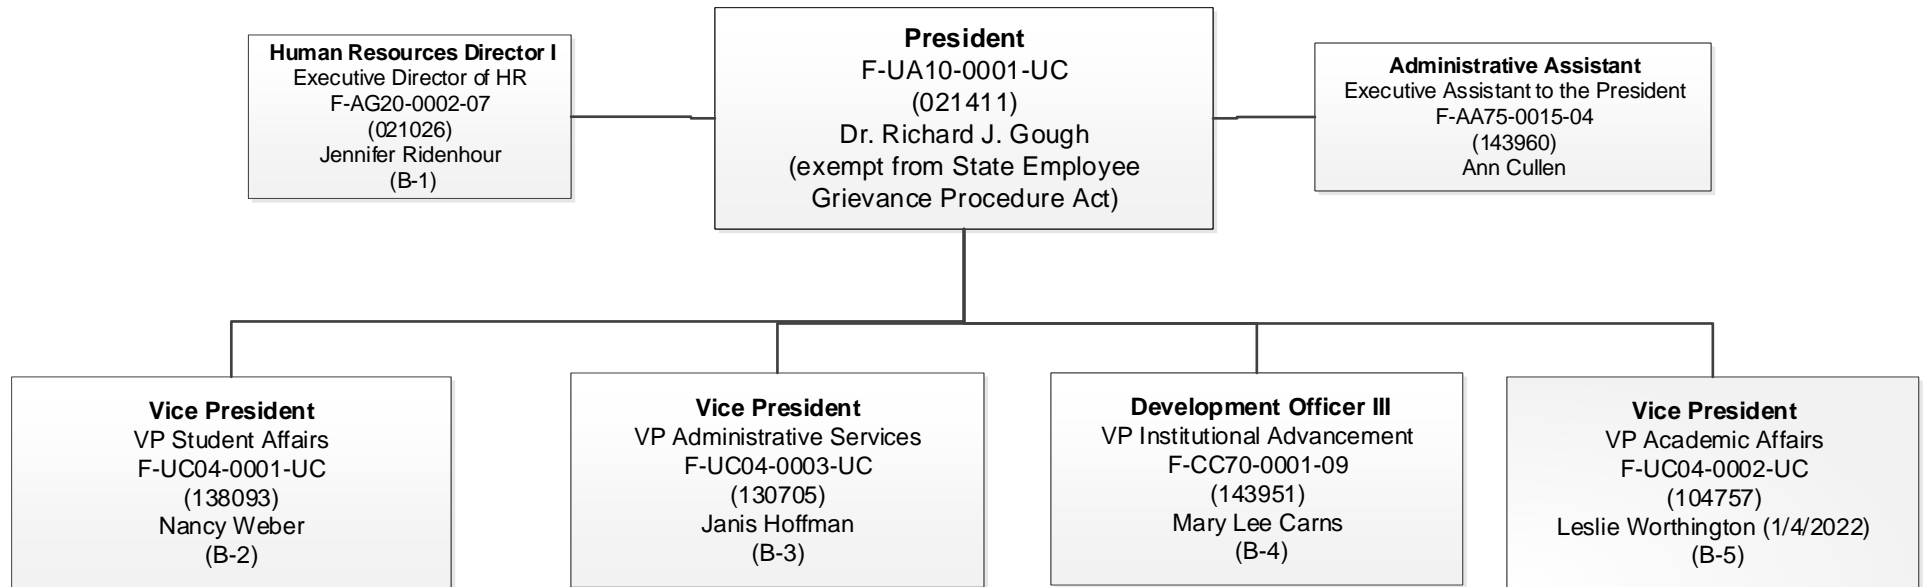 Human Resources Director I
Executive Director of HR
F-AG20-0002-07
(021026)
Jennifer Ridenhour
(B-1)
President
F-UA10-0001-UC
(021411)
Dr. Richard J. Gough
(exempt from State Employee
Grievance Procedure Act)
Administrative Assistant
Executive Assistant to the President
F-AA75-0015-04
(143960)
Ann Cullen
Vice President
VP Student Affairs
F-UC04-0001-UC
(138093)
Nancy Weber
(B-2)
Vice President
VP Administrative Services
F-UC04-0003-UC
(130705)
Janis Hoffman
(B-3)
Development Officer III
VP Institutional Advancement
F-CC70-0001-09
(143951)
Mary Lee Carns
(B-4)
Vice President
VP Academic Affairs
F-UC04-0002-UC
(104757)
Leslie Worthington (1/4/2022)
(B-5)